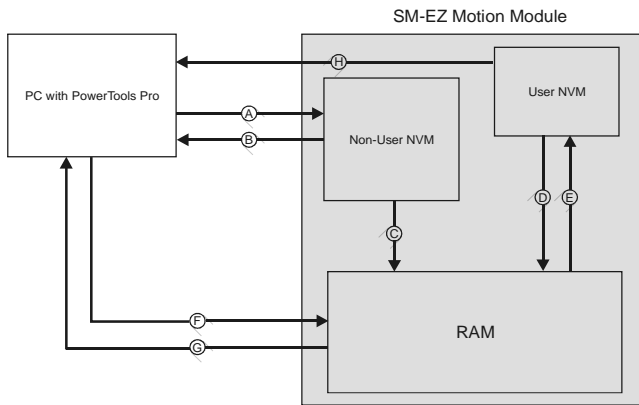 SM-EZ Motion Module
H
PC with PowerTools Pro
User NVM
A
B
Non-User NVM
D
E
C
F
G
RAM